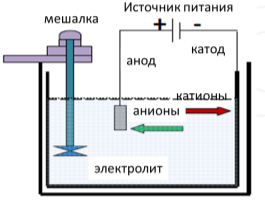 Источник питания
мешалка
+ -
катод
анод
катионы
анионы
электролит